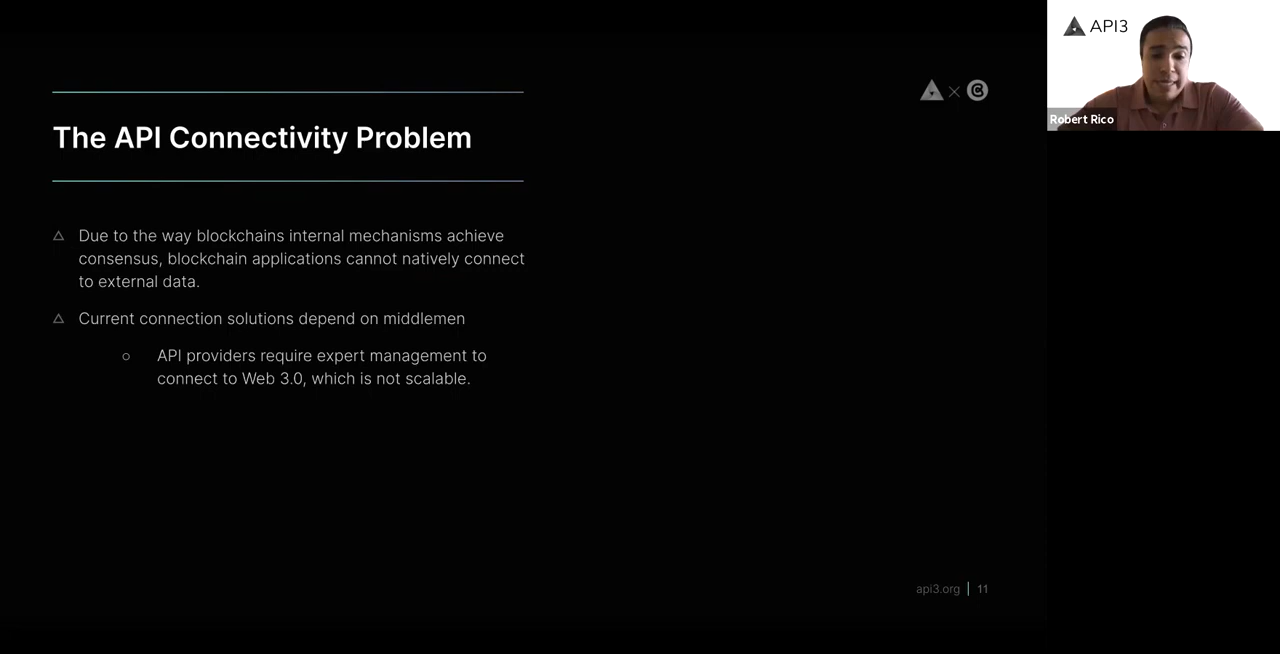 The API Connectivity Problem
Due to the way blockchains internal mechanisms achieve
consensus, blockchain applications cannot natively connect
to external data.
Current connection solutions depend on middlemen
API providers require expert management to
connect to Web 3.0, which is not scalable.
api3.org | 11
API3
Robert Rico